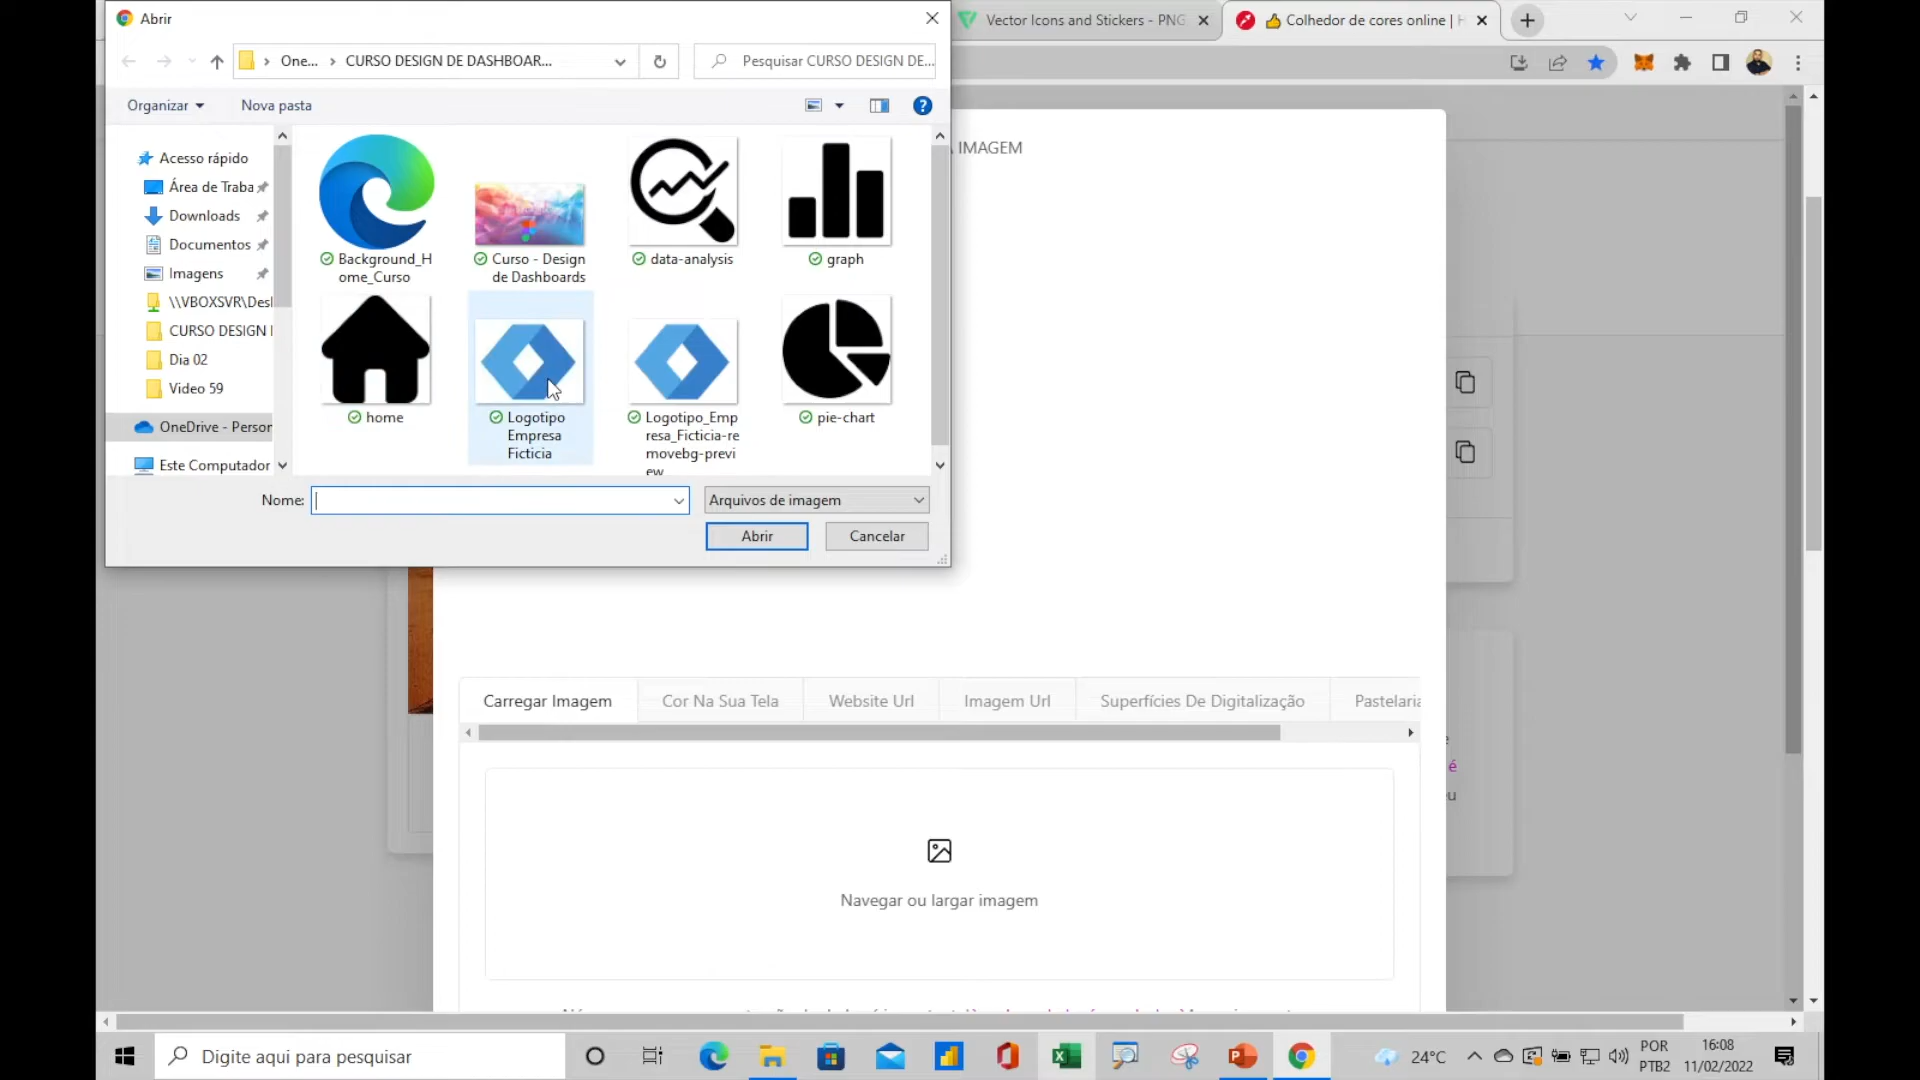 Abrir
Vector Icons and Stickers - PNG
Colhedor de cores online | H
One...
CURSO DESIGN DE DASHBOAR...
Pesquisar CURSO DESIGN DE...
Organizar
Nova pasta
Acesso rápido
Área de Traba
Downloads
Documentos
Imagens
\\VBOXSVR\Desl
CURSO DESIGN I
Dia 02
Video 59
OneDrive - Person
Este Computador
Background_H
ome_Curso
Curso - Design
de Dashboards
data-analysis
graph
home
Logotipo
Empresa
Ficticia
Logotipo_Emp
resa_Ficticia-re
movebg-previ
ew
pie-chart
Nome:
Arquivos de imagem
Abrir
Cancelar
IMAGEM
Carregar Imagem
Cor Na Sua Tela
Website Url
Imagem Url
Superfícies De Digitalização
Pastelaria
é
eu
Navegar ou largar imagem
Digite aqui para pesquisar
24°C
POR
PTB2
16:08
11/02/2022